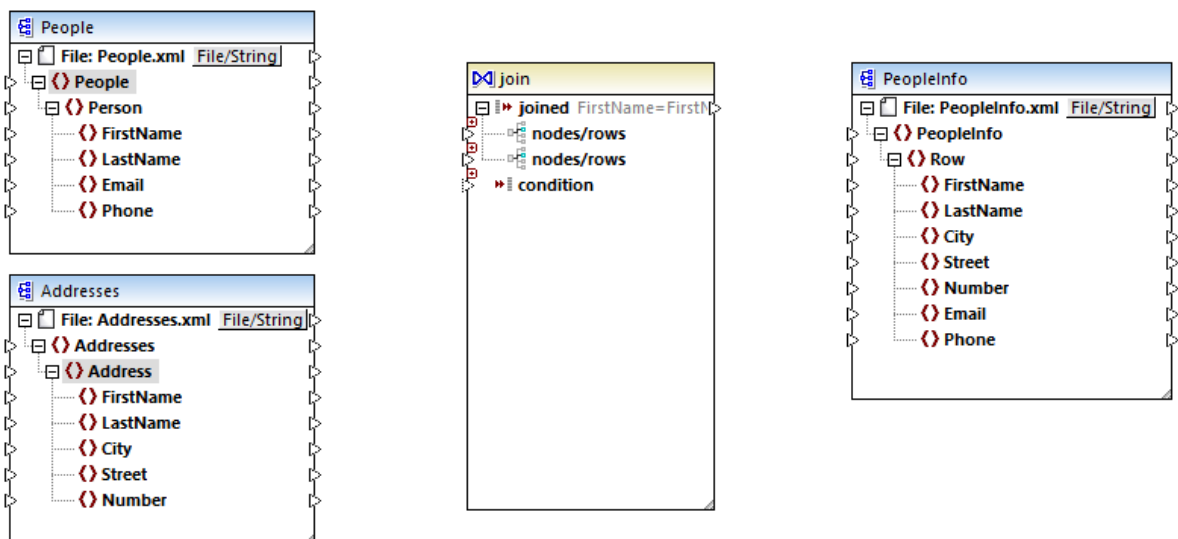 People
File: People.xml File/String
People
Person
FirstName
LastName
Email
Phone
Addresses
File: Addresses.xml File/String
Addresses
Address
FirstName
LastName
City
Street
Number
join
joined FirstName=FirstN
nodes/rows
nodes/rows
condition
PeopleInfo
File: PeopleInfo.xml File/String
PeopleInfo
Row
FirstName
LastName
City
Street
Number
Email
Phone